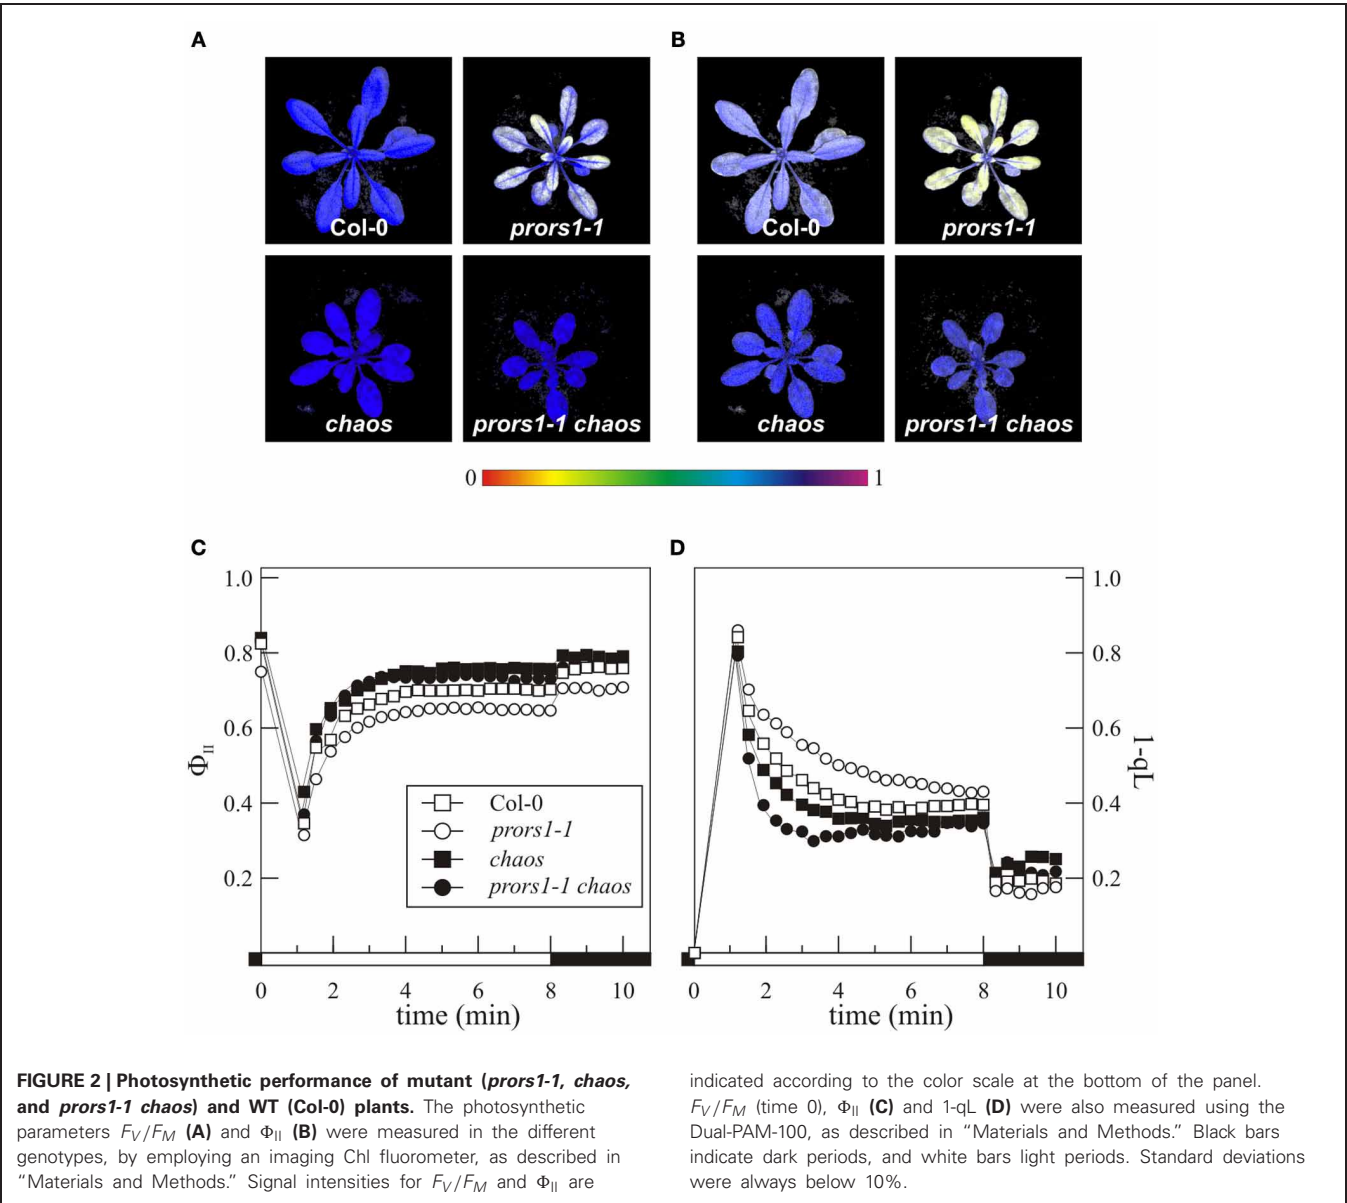 A
B
Col-0
prors1-1
Col-0
prors1-1
chaos
prors1-1 chaos
chaos
prors1-1 chaos
0
1
C
D
1.0
0.8
0.6
0.4
0.2
ΦII
Col-0
prors1-1
chaos
prors1-1 chaos
0 2 4 6 8 10
time (min)
1.0
0.8
0.6
0.4
0.2
1-qL
0 2 4 6 8 10
time (min)
FIGURE 2 | Photosynthetic performance of mutant (prors1-1, chaos,
and prors1-1 chaos) and WT (Col-0) plants. The photosynthetic
parameters FV/FM (A) and ΦII (B) were measured in the different
genotypes, by employing an imaging Chl fluorometer, as described in
“Materials and Methods.” Signal intensities for FV/FM and ΦII are
indicated according to the color scale at the bottom of the panel.
FV/FM (time 0), ΦII (C) and 1-qL (D) were also measured using the
Dual-PAM-100, as described in “Materials and Methods.” Black bars
indicate dark periods, and white bars light periods. Standard deviations
were always below 10%.